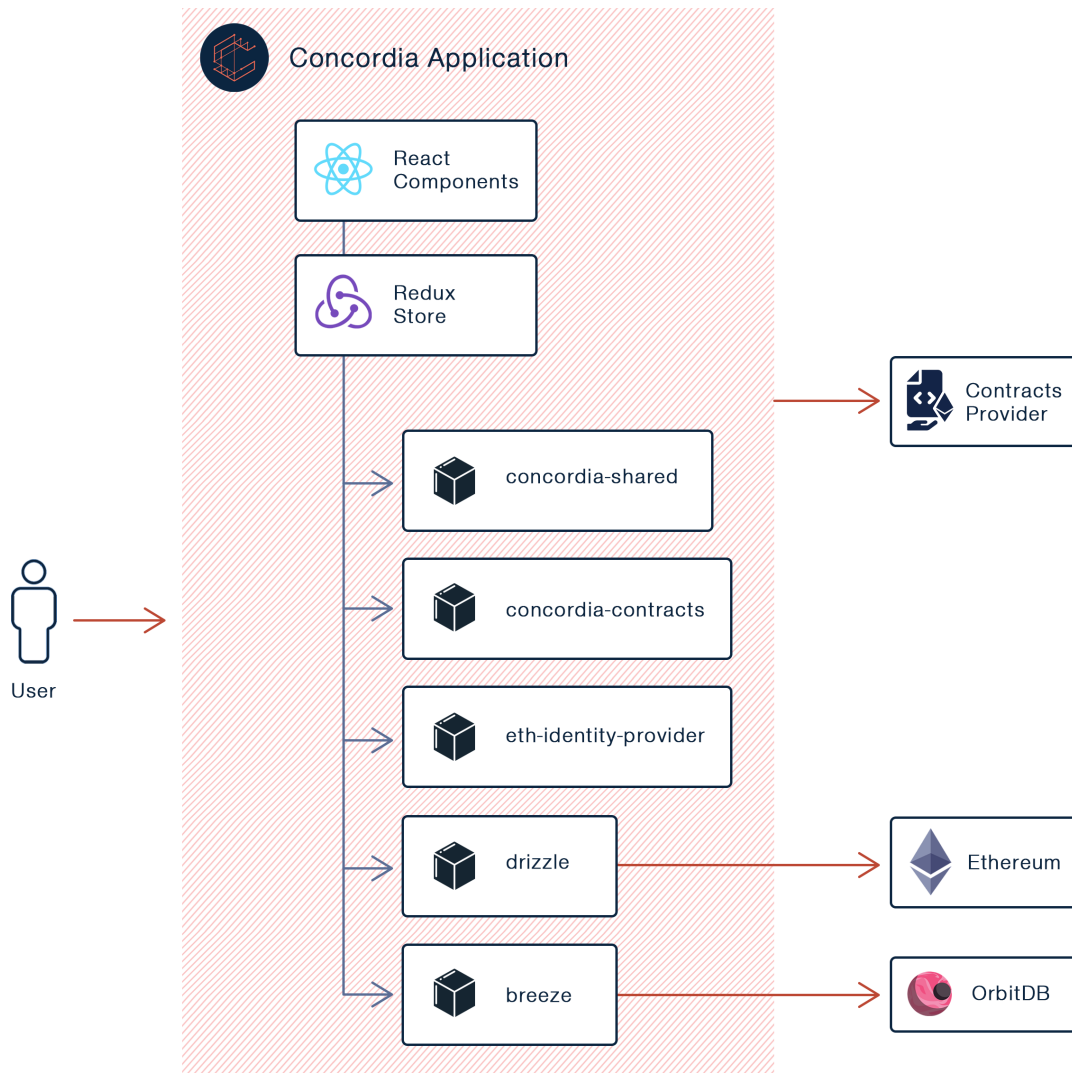 Concordia Application
React
Components
Redux
Store
Contracts
Provider
concordia-shared
concordia-contracts
User
eth-identity-provider
drizzle
Ethereum
breeze
OrbitDB